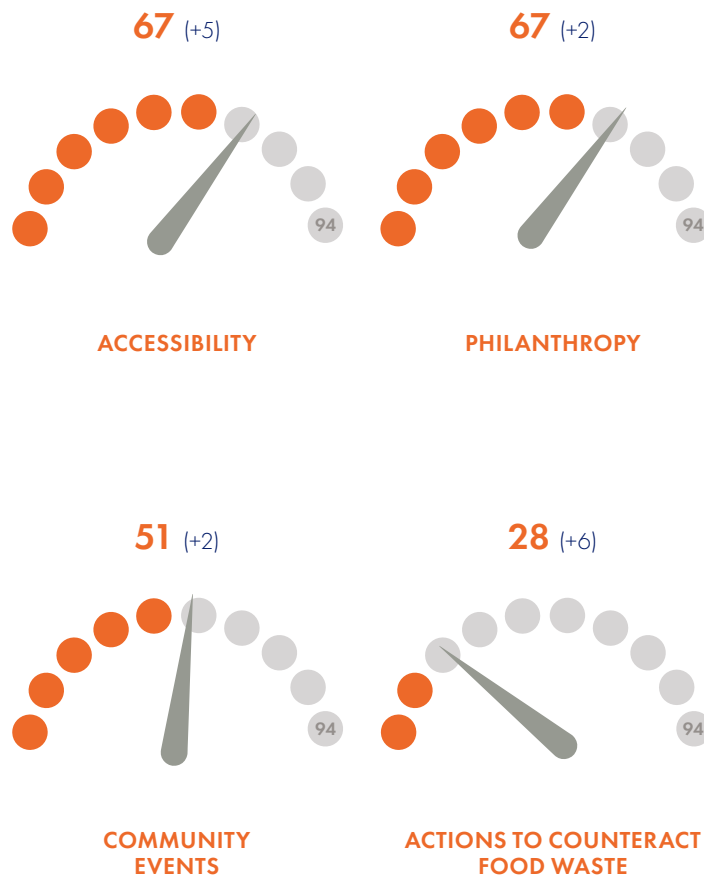 67 (+5)
94
ACCESSIBILITY
67 (+2)
94
PHILANTHROPY
51 (+2)
94
COMMUNITY
EVENTS
28 (+6)
94
ACTIONS TO COUNTERACT
FOOD WASTE